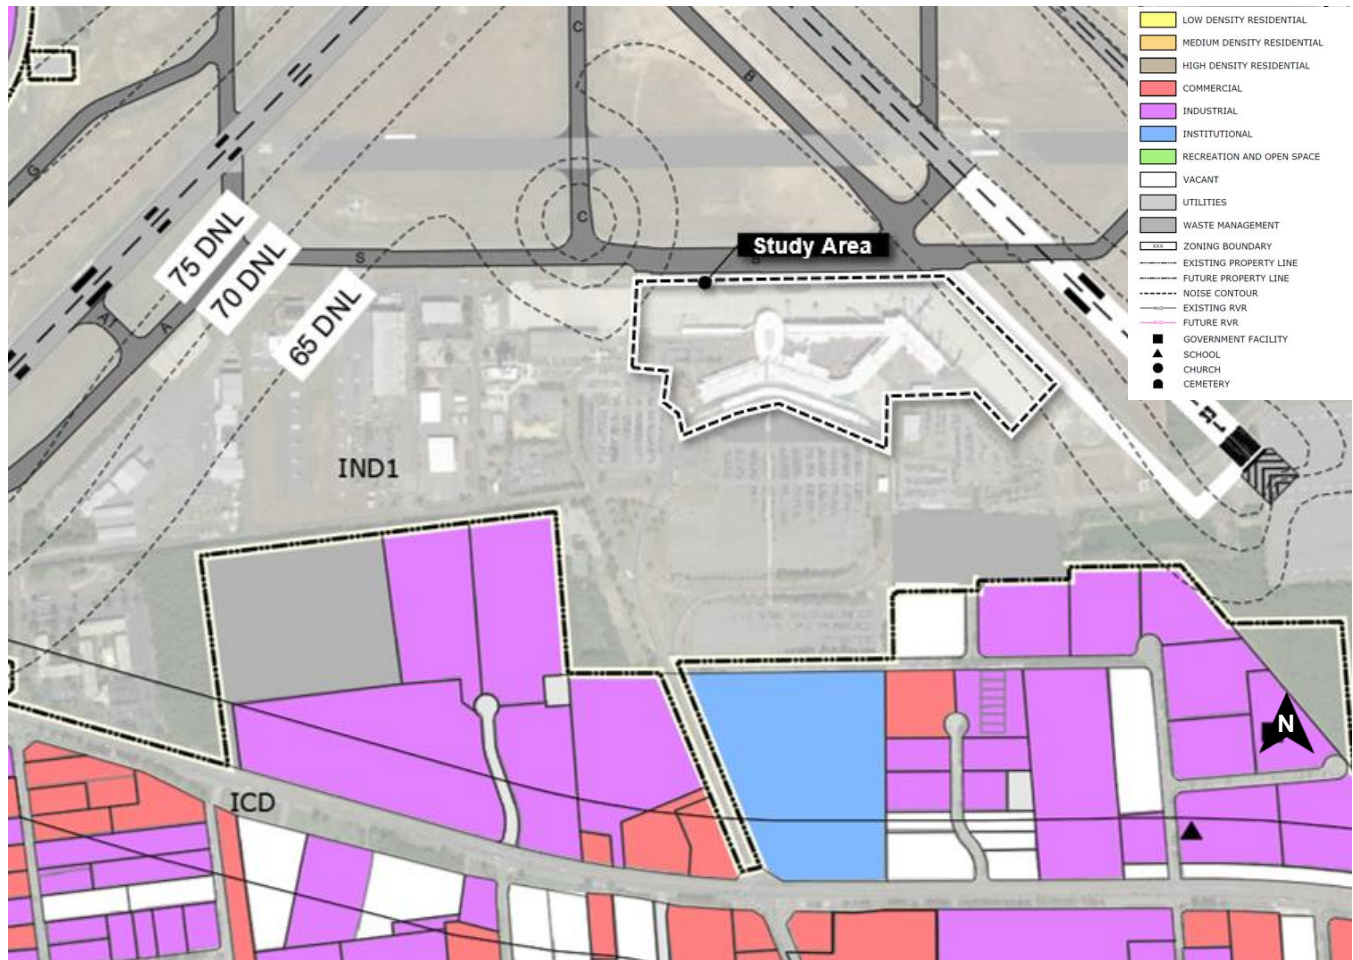 LOW DENSITY RESIDENTIAL
MEDIUM DENSITY RESIDENTIAL
HIGH DENSITY RESIDENTIAL
COMMERCIAL
INDUSTRIAL
INSTITUTIONAL
RECREATION AND OPEN SPACE
VACANT
UTILITIES
WASTE MANAGEMENT
XXX ZONING BOUNDARY
EXISTING PROPERTY LINE
FUTURE PROPERTY LINE
NOISE CONTOUR
EXISTING RVR
FUTURE RVR
GOVERNMENT FACILITY
SCHOOL
CHURCH
CEMETERY
C
B
G
C
75 DNL
70 DNL
65 DNL
S
Study Area
A1
A
IND1
N
ICD